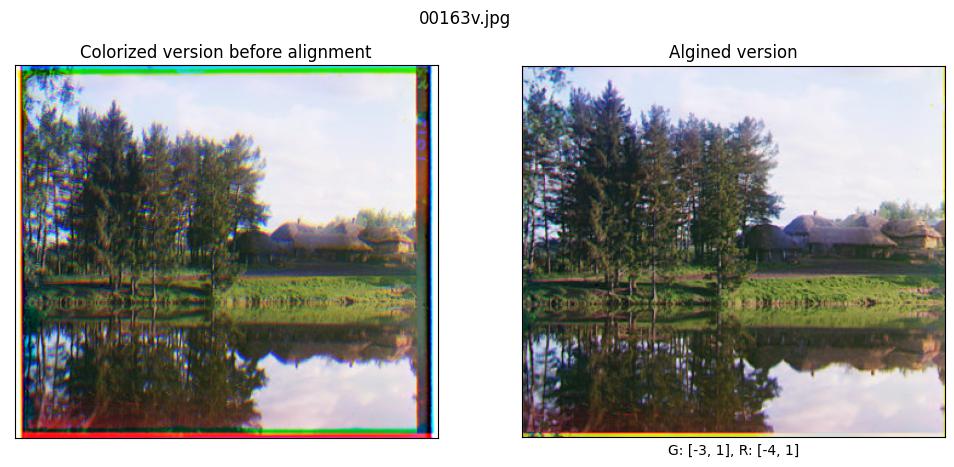 00163v.jpg
Colorized version before alignment
Algined version
G: [-3, 1], R: [-4, 1]